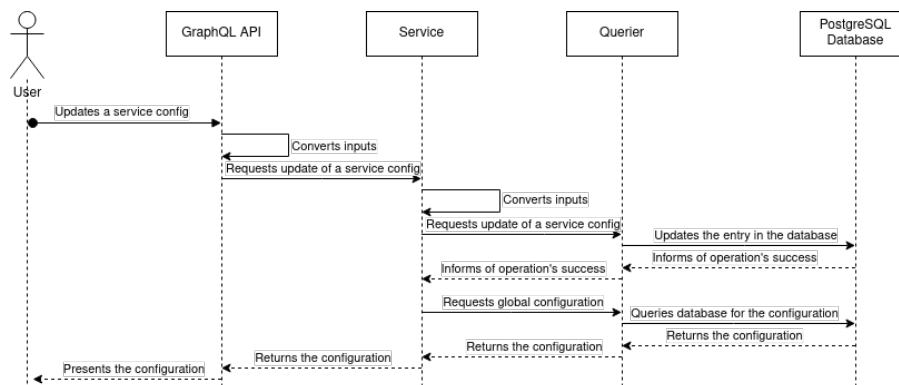 GraphQL API
Service
Querier
PostgreSQL
Database
User
Updates a service config
Converts inputs
Requests update of a service config
Converts inputs
Requests update of a service config
Updates the entry in the database
Informs of operation's success
Informs of operation's success
Requests global configuration
Queries database for the configuration
Returns the configuration
Returns the configuration
Returns the configuration
Presents the configuration